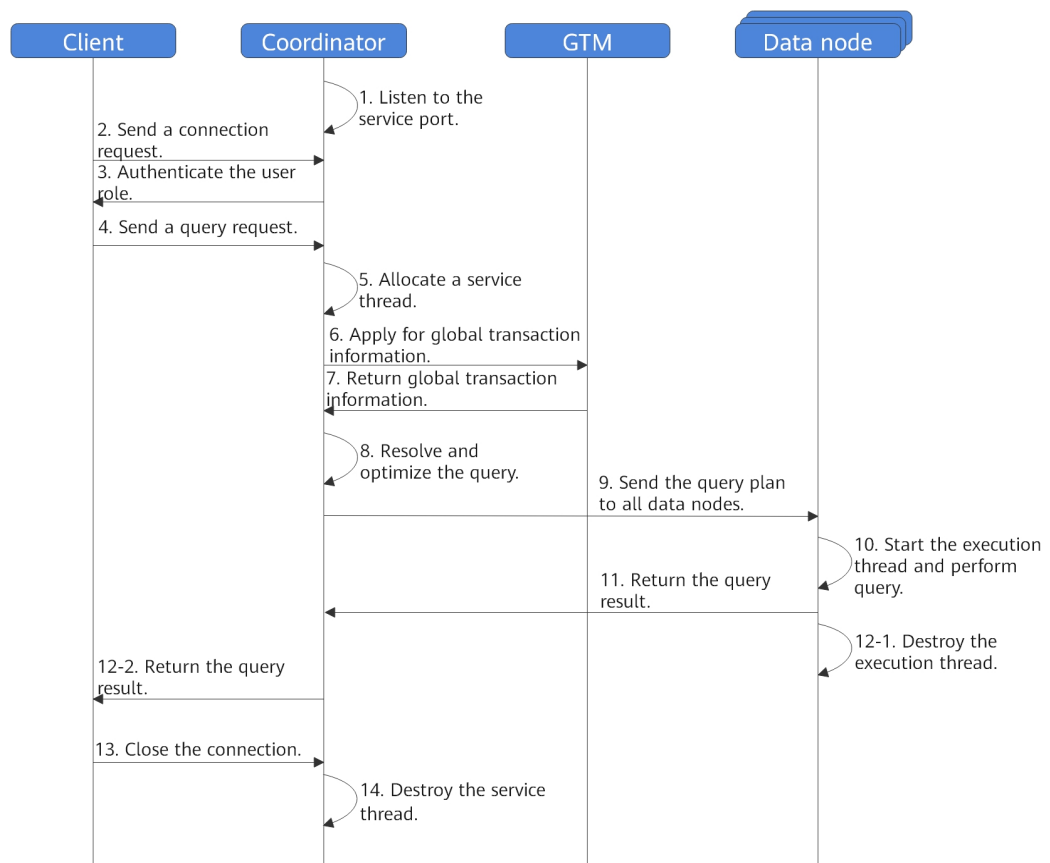 Client
Coordinator
GTM
Data node
1. Listen to the
service port.
2. Send a connection
request.
3. Authenticate the user
role.
4. Send a query request.
5. Allocate a service
thread.
6. Apply for global transaction
information.
7. Return global transaction
information.
8. Resolve and
optimize the query.
9. Send the query plan
to all data nodes.
10. Start the execution
thread and perform
query.
11. Return the query
result.
12-1. Destroy the
execution thread.
12-2. Return the query
result.
13. Close the connection.
14. Destroy the service
thread.